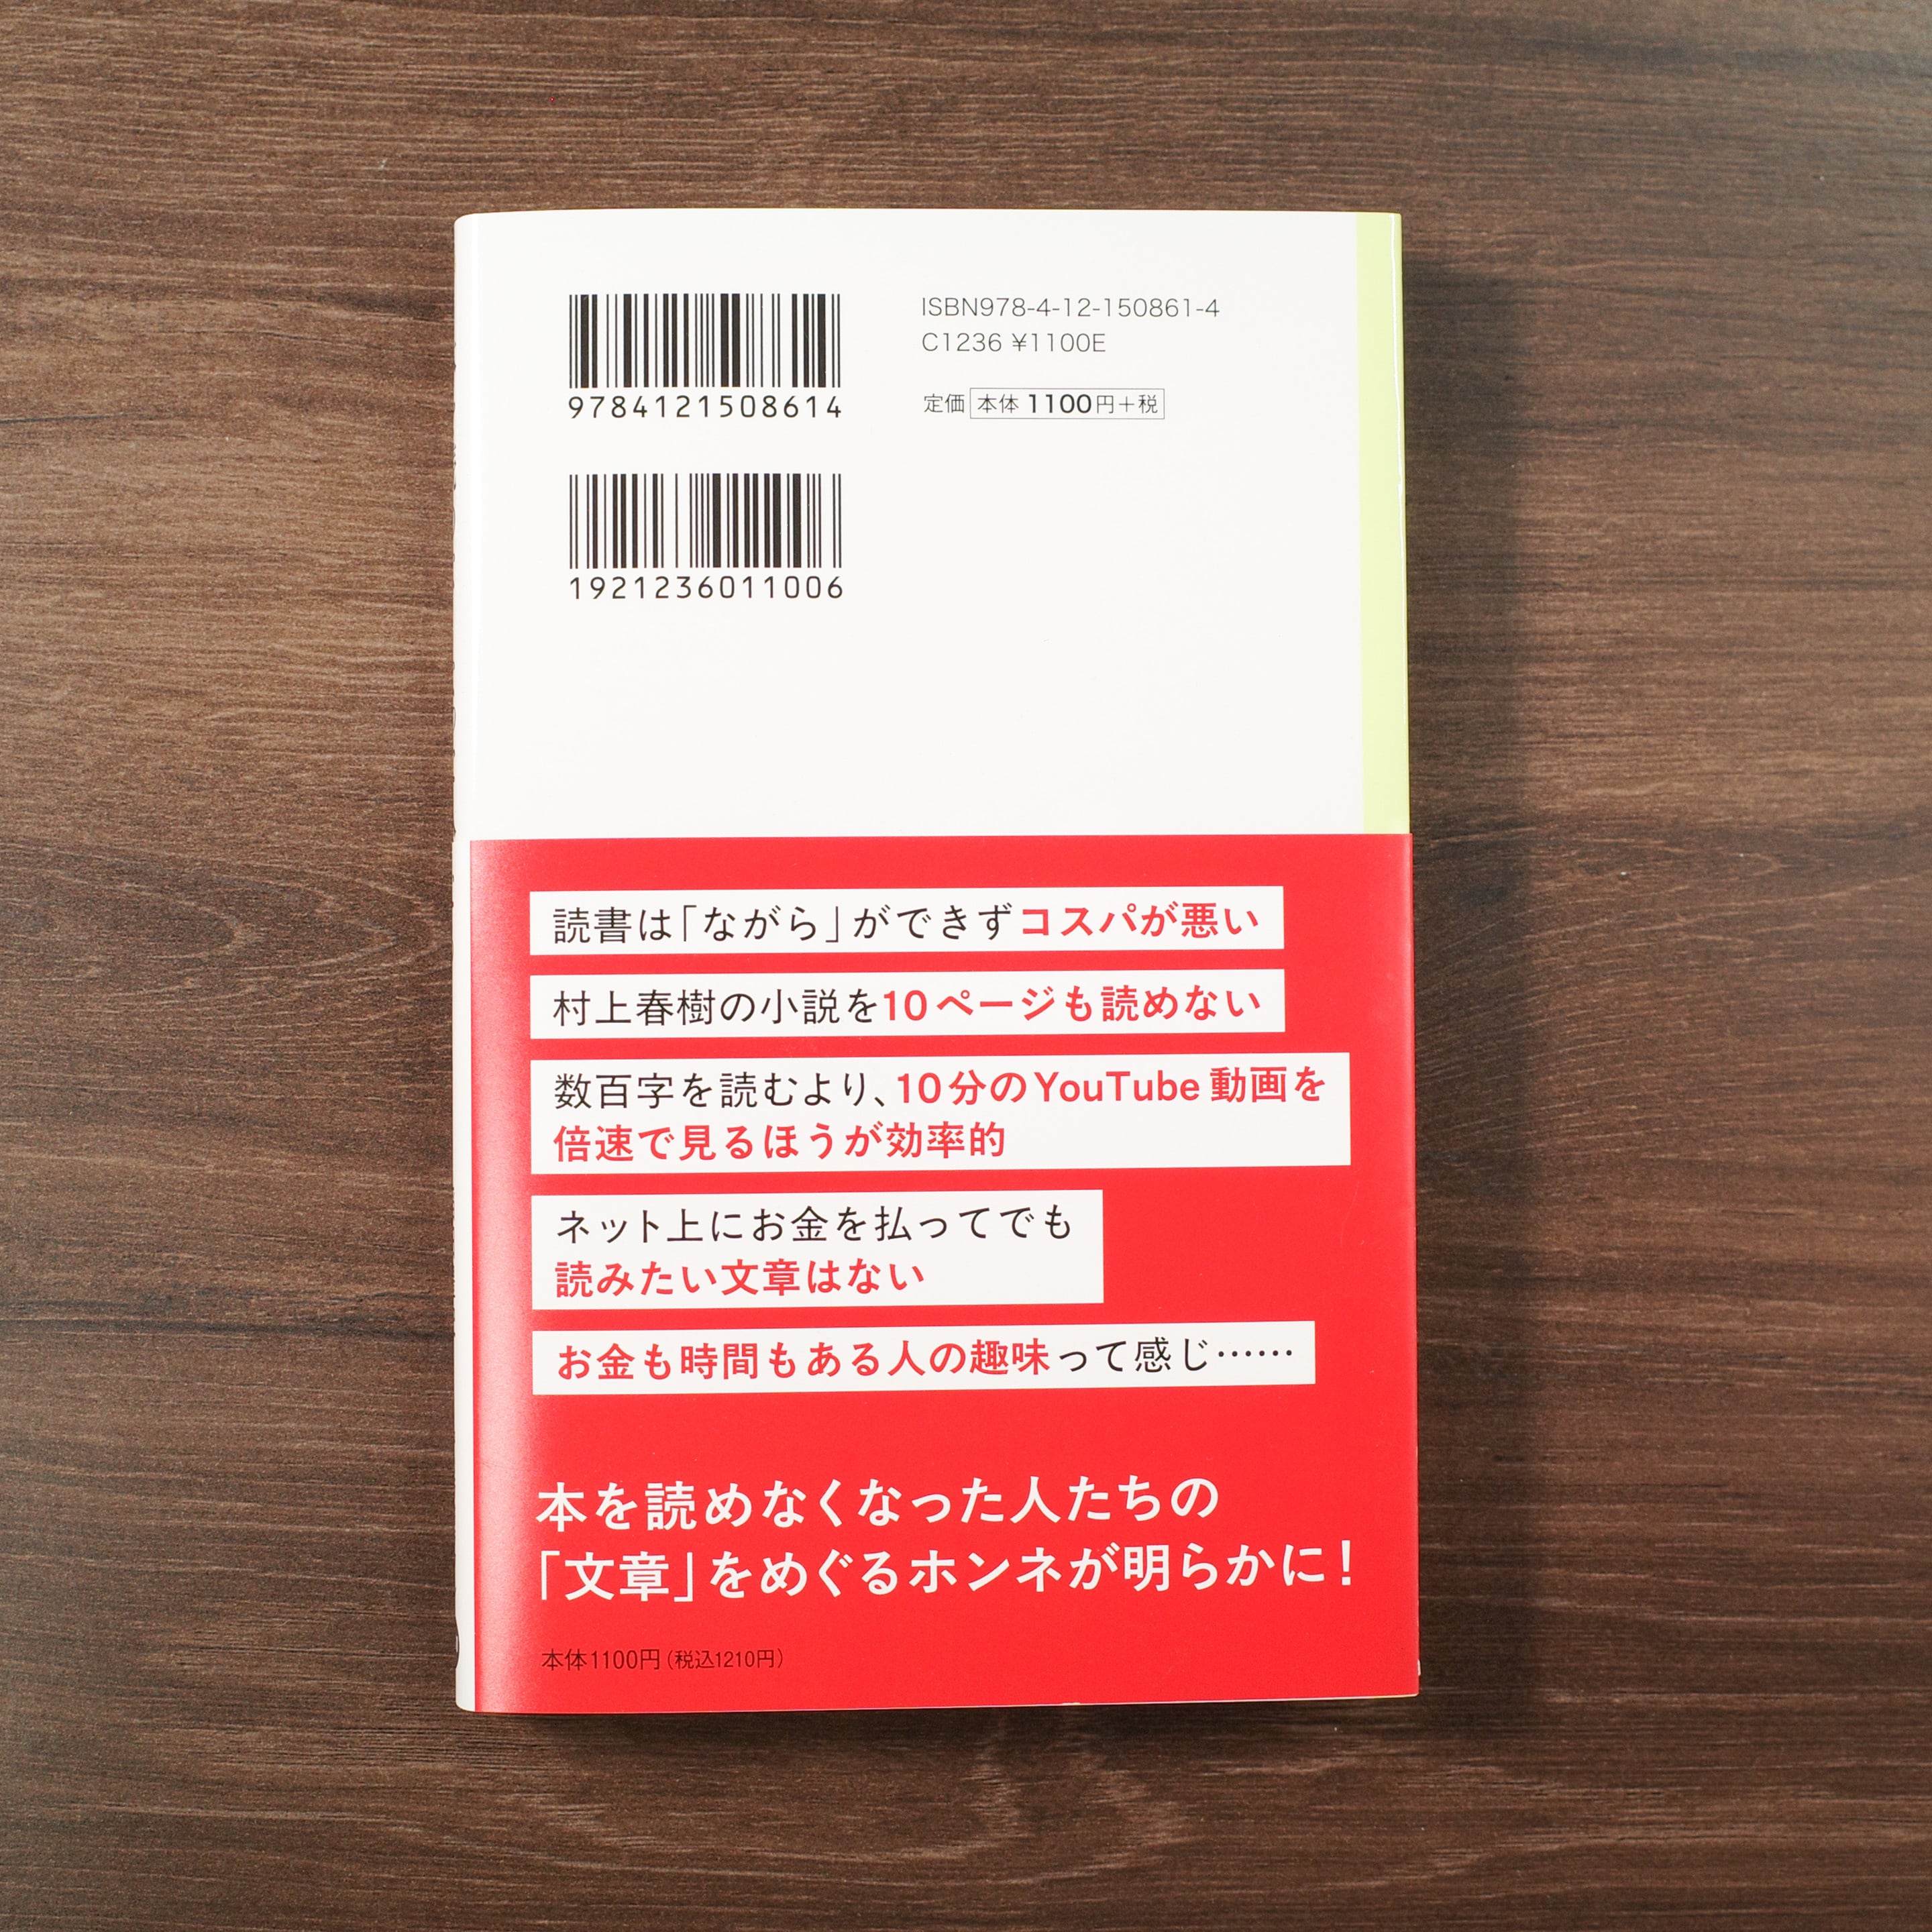 9784121508614
ISBN978-4-12-150861-4
C1236 ¥1100E
定価 本体 1100円+税
1921236011006
読書は「ながら」ができずコスパが悪い
村上春樹の小説を10ページも読めない
数百字を読むより、10分のYouTube動画を
倍速で見るほうが効率的
ネット上にお金を払ってでも
読みたい文章はない
お金も時間もある人の趣味って感じ……
本を読めなくなった人たちの
「文章」をめぐるホンネが明らかに!
本体1100円(税込1210円)